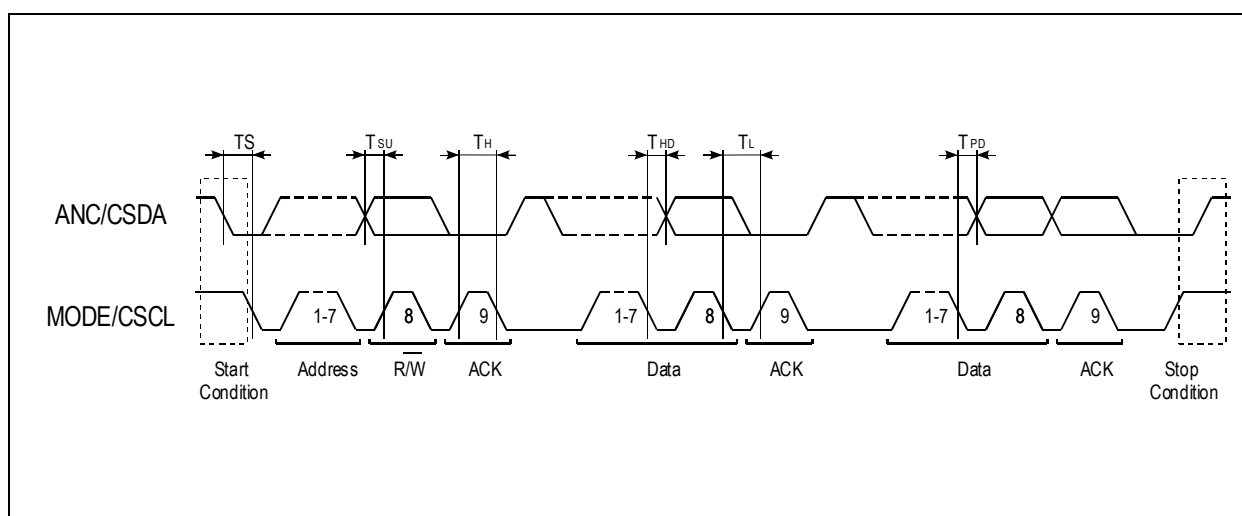 TS TSU TH THD TL TPD
ANC/CSDA
MODE/CSCL 1-7 8 9 1-7 8 9 1-7 8 9
Start Condition Address R/W ACK Data ACK Data ACK Stop Condition